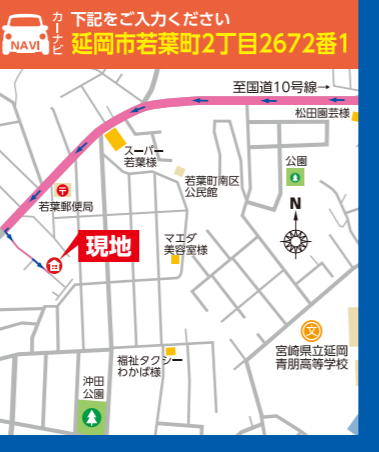 NAVI
カーナビ
下記をご入力ください
延岡市若葉町2丁目2672番1
至国道10号線→
松田園芸様
スーパー
若葉様
公園
若葉町南区
公民館
〒
若葉郵便局
N
現地
マエダ
美容室様
文
宮崎県立延岡
青朋高等学校
福祉タクシー
わかば様
沖田
公園